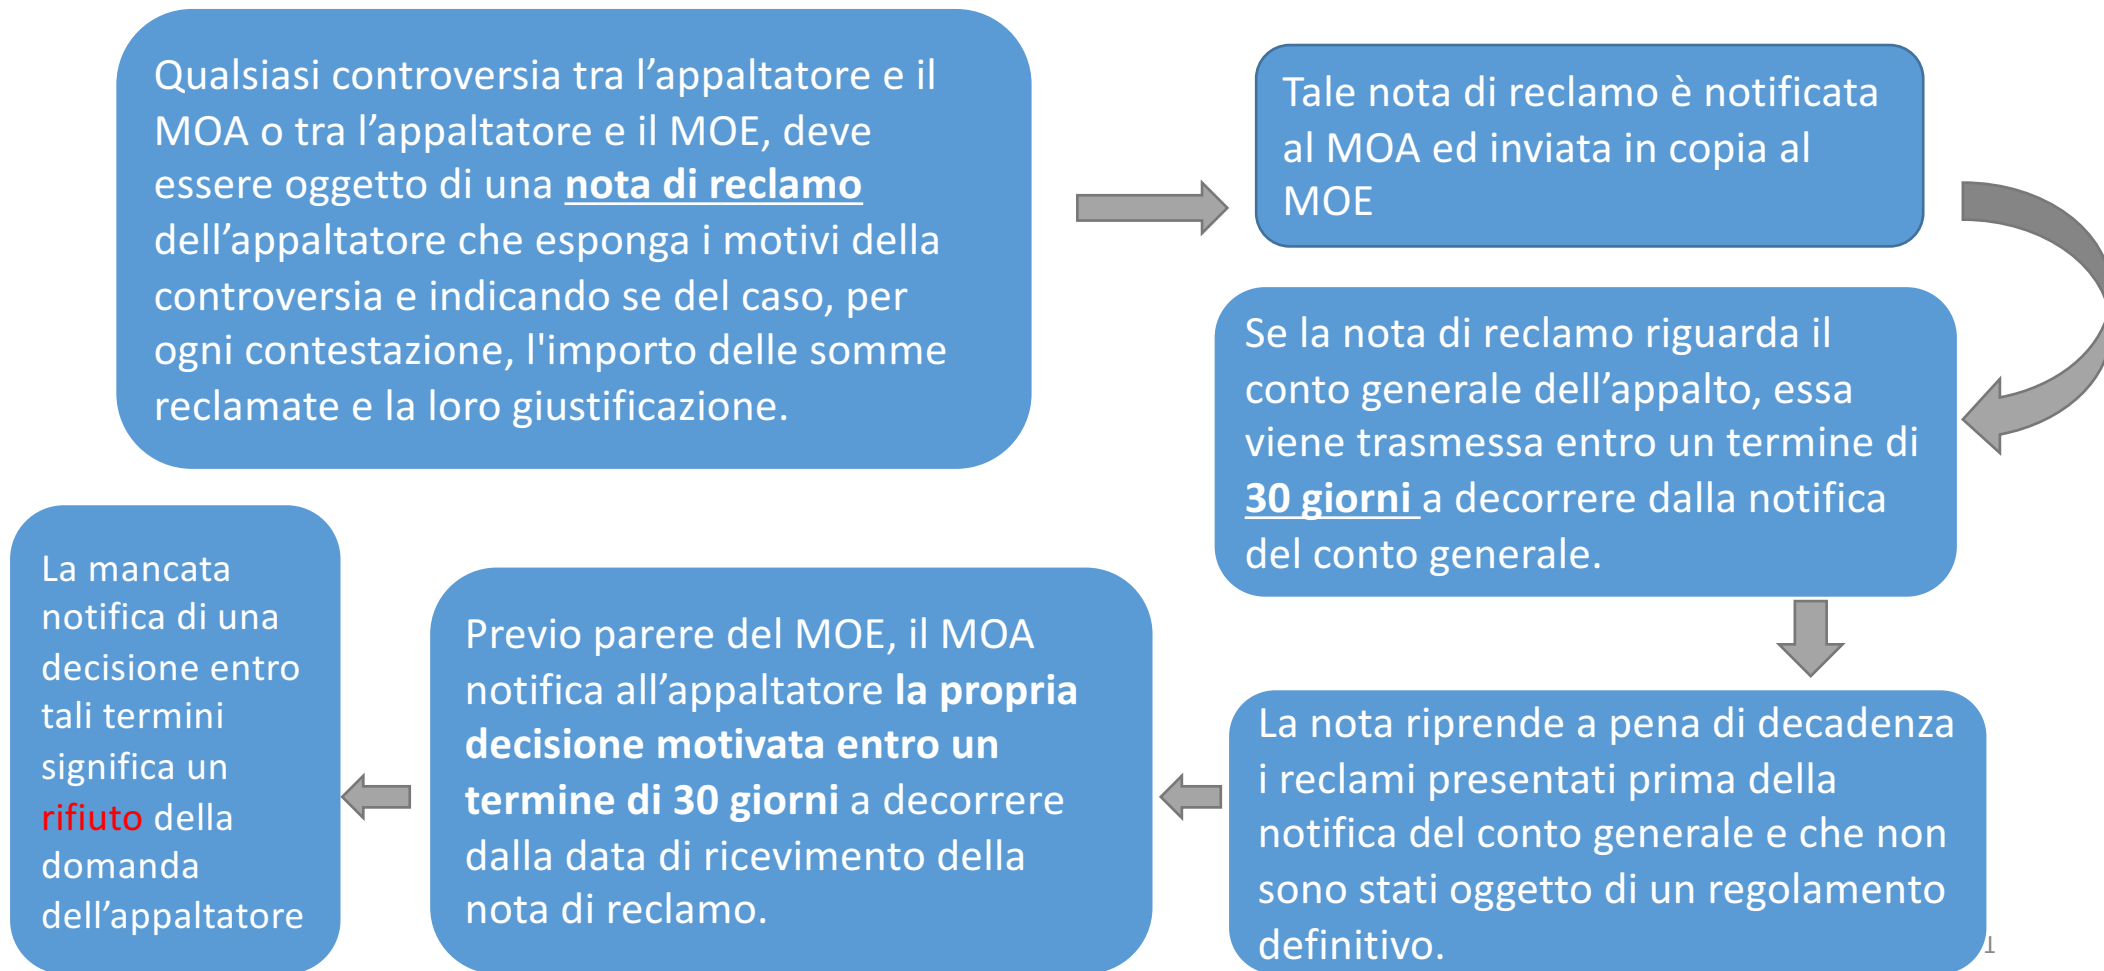 Qualsiasi controversia tra l’appaltatore e il
MOA o tra l’appaltatore e il MOE, deve
essere oggetto di una nota di reclamo
dell’appaltatore che esponga i motivi della
controversia e indicando se del caso, per
ogni contestazione, l'importo delle somme
reclamate e la loro giustificazione.
Tale nota di reclamo è notificata
al MOA ed inviata in copia al
MOE
Se la nota di reclamo riguarda il
conto generale dell’appalto, essa
viene trasmessa entro un termine di
30 giorni a decorrere dalla notifica
del conto generale.
La nota riprende a pena di decadenza
i reclami presentati prima della
notifica del conto generale e che non
sono stati oggetto di un regolamento
definitivo.
Previo parere del MOE, il MOA
notifica all’appaltatore la propria
decisione motivata entro un
termine di 30 giorni a decorrere
dalla data di ricevimento della
nota di reclamo.
La mancata
notifica di una
decisione entro
tali termini
significa un
rifiuto della
domanda
dell’appaltatore